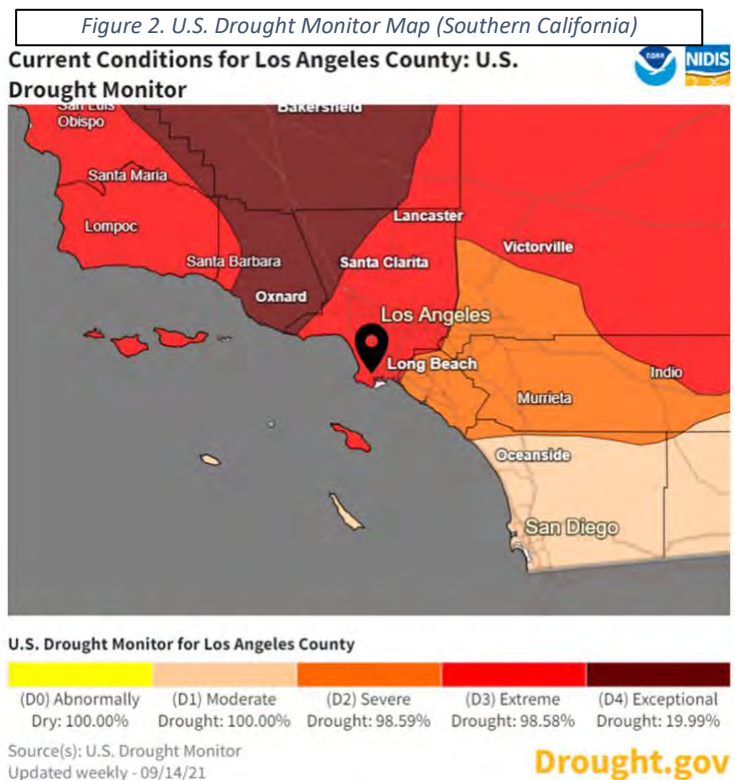 Figure 2. U.S. Drought Monitor Map (Southern California)
Current Conditions for Los Angeles County: U.S.
Drought Monitor
NOAA
NIDIS
San Luis
Obispo
Bakersfield
Santa Maria
Lompoc
Lancaster
Santa Barbara
Santa Clarita
Victorville
Oxnard
Los Angeles
Long Beach
Indio
Murrieta
Oceanside
San Diego
U.S. Drought Monitor for Los Angeles County
(D0) Abnormally
Dry: 100.00%
(D1) Moderate
Drought: 100.00%
(D2) Severe
Drought: 98.59%
(D3) Extreme
Drought: 98.58%
(D4) Exceptional
Drought: 19.99%
Source(s): U.S. Drought Monitor
Updated weekly - 09/14/21
Drought.gov